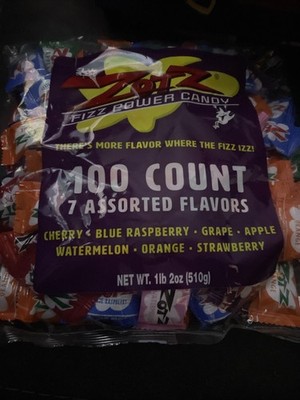 ZOTZ
FIZZ POWER CANDY
THERE'S MORE FLAVOR WHERE THE FIZZ IZZ!
100 COUNT
7 ASSORTED FLAVORS
CHERRY • BLUE RASPBERRY • GRAPE • APPLE
WATERMELON • ORANGE • STRAWBERRY
NET WT. 1lb 2oz (510g)